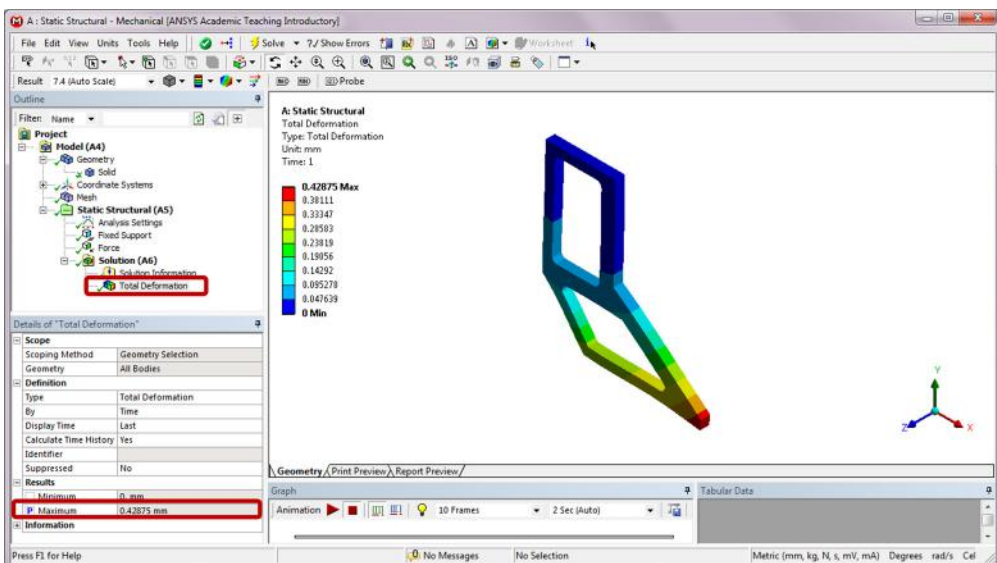 A : Static Structural - Mechanical [ANSYS Academic Teaching Introductory]
File Edit View Units Tools Help Solve ?/ Show Errors Worksheet
Result 7.4 (Auto Scale) Probe
Outline
Filter: Name
Project
Model (A4)
Geometry
Solid
Coordinate Systems
Mesh
Static Structural (A5)
Analysis Settings
Fixed Support
Force
Solution (A6)
Solution Information
Total Deformation
Details of "Total Deformation"
Scope
Scoping Method Geometry Selection
Geometry All Bodies
Definition
Type Total Deformation
By Time
Display Time Last
Calculate Time History Yes
Identifier
Suppressed No
Results
Minimum 0. mm
P Maximum 0.42875 mm
Information
A: Static Structural
Total Deformation
Type: Total Deformation
Unit: mm
Time: 1
0.42875 Max
0.38111
0.33347
0.28583
0.23819
0.19056
0.14292
0.095278
0.047639
0 Min
Y
Z X
Geometry Print Preview Report Preview
Graph
Animation 10 Frames 2 Sec (Auto)
Tabular Data
Press F1 for Help 0 No Messages No Selection Metric (mm, kg, N, s, mV, mA) Degrees rad/s Cel